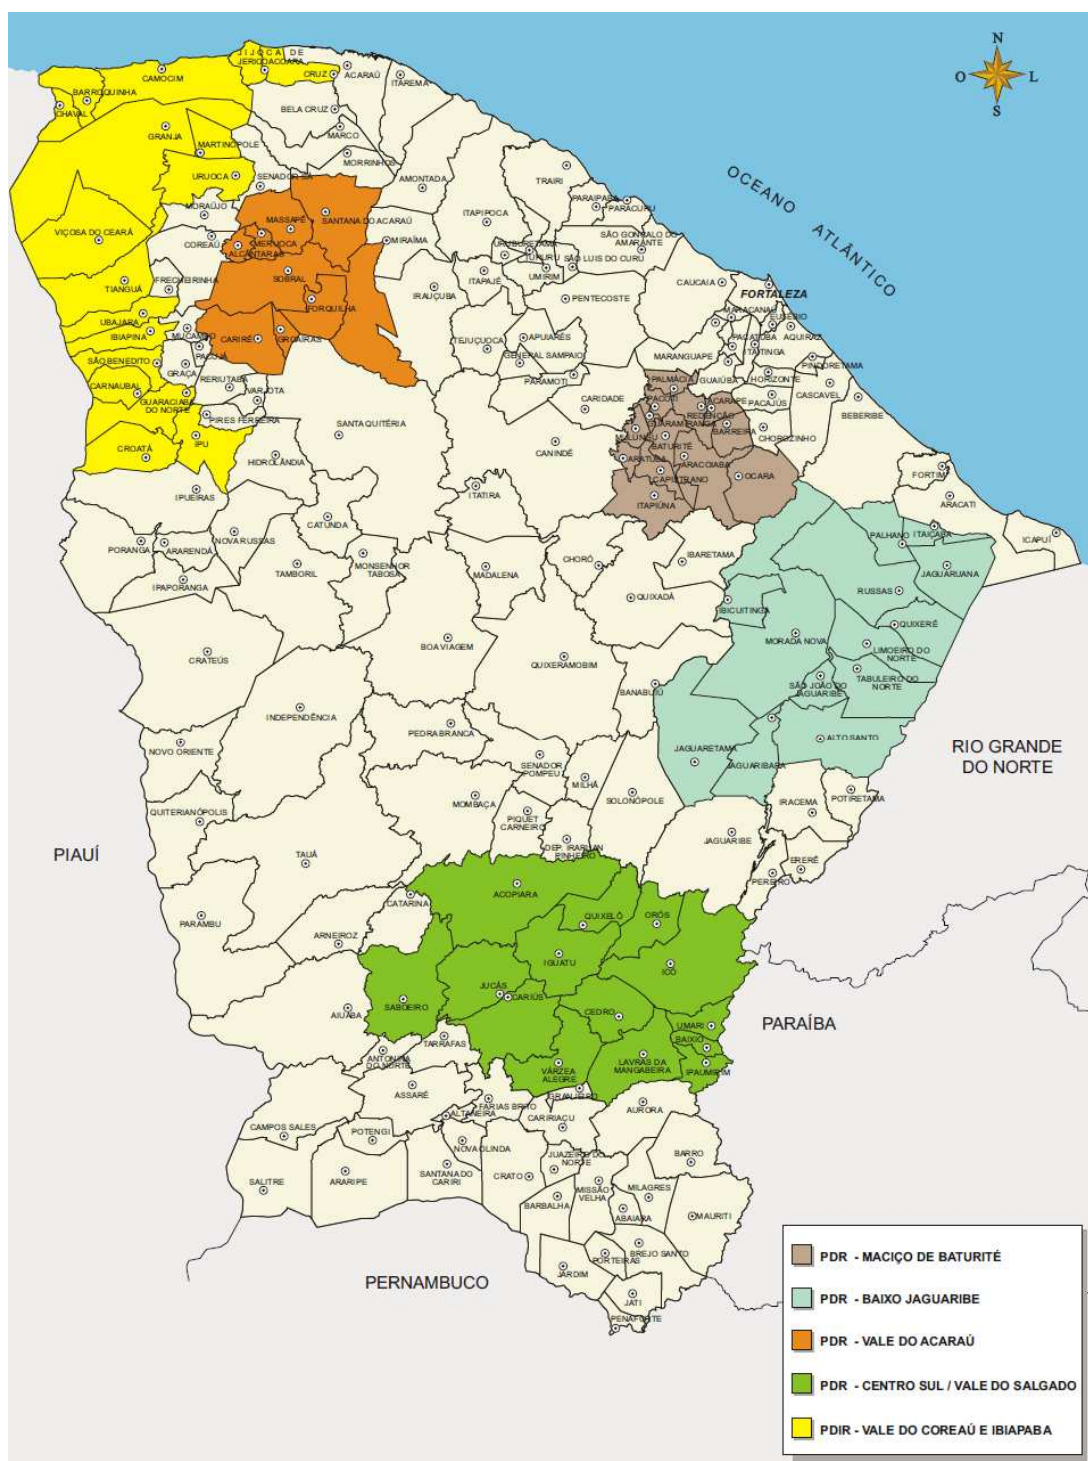 N
O
L
S
OCEANO
ATLÂNTICO
JIJOCA DE
JERICOACOARA
CRUZ
ACARAÚ
ITAREMA
CAMOCIM
BARROQUINHA
CHAVAL
BELA CRUZ
MARCO
GRANJA
MARTINÓPOLE
MORRINHOS
URUOCA
SENADOR SÁ
AMONTADA
TRAIRI
PARAIPABA
PARACURU
MORAÚJO
MASSAPÊ
SANTANA DO ACARAÚ
ITAPIPOCA
VIÇOSA DO CEARÁ
COREAÚ
MERUOCA
ALCÂNTARAS
MIRAÍMA
URUBURETAMA
TURURU
SÃO GONÇALO DO
AMARANTE
SÃO LUIS DO CURU
UMIRIM
TIANGUÁ
FRECHEIRINHA
SOBRAL
IRAUÇUBA
ITAPAJÉ
CAUCAIA
FORTALEZA
FORQUILHA
PENTECOSTE
MARACANAÚ
EUSÉBIO
UBAJARA
IBIAPINA
MUCAMBO
CARIRÉ
GROAÍRAS
TEJUÇUOCA
APUIARÉS
PACATUBA
AQUIRAZ
ITAITINGA
PACUJÁ
SÃO BENEDITO
GRAÇA
GENERAL SAMPAIO
MARANGUAPE
PINDORETAMA
CARNAUBAL
RERIUTABA
VARJOTA
PARAMOTI
PALMÁCIA
GUAIÚBA
HORIZONTE
GUARACIABA
DO NORTE
CARIDADE
PACOTI
ACARAPE
PACAJÚS
CASCAVEL
BEBERIBE
PIRES FERREIRA
REDENÇÃO
GUARAMIRANGA
BARREIRA
SANTA QUITÉRIA
MULUNGU
CHOROZINHO
CROATÁ
IPU
CANINDÉ
BATURITÉ
HIDROLÂNDIA
ARATUBA
ARACOIABA
CAPISTRANO
OCARA
FORTIM
IPUEIRAS
ITATIRA
ITAPIÚNA
ARACATI
CATUNDA
NOVA RUSSAS
PALHANO
ITAIÇABA
ICAPUÍ
PORANGA
ARARENDÁ
IPAPORANGA
TAMBORIL
MONSENHOR
TABOSA
MADALENA
CHORÓ
IBARETAMA
JAGUARUANA
QUIXADÁ
IBICUITINGA
RUSSAS
QUIXERÉ
CRATEÚS
BOA VIAGEM
QUIXERAMOBIM
MORADA NOVA
LIMOEIRO DO
NORTE
TABULEIRO DO
NORTE
SÃO JOÃO DO
JAGUARIBE
BANABUIÚ
INDEPENDÊNCIA
PEDRA BRANCA
NOVO ORIENTE
SENADOR
POMPEU
JAGUARETAMA
JAGUARIBARA
ALTO SANTO
RIO GRANDE
DO NORTE
MILHÃ
SOLONÓPOLE
MOMBAÇA
QUITERIANÓPOLIS
PIQUET
CARNEIRO
IRACEMA
POTIRETAMA
DEP. IRAPUAN
PINHEIRO
JAGUARIBE
PIAUÍ
TAUÁ
ERERÊ
PEREIRO
ACOPIARA
CATARINA
PARAMBU
QUIXELÔ
ORÓS
ARNEIROZ
IGUATU
ICÓ
JUCÁS
CARIÚS
SABOEIRO
AIUABA
CEDRO
UMARI
PARAÍBA
BAIXIO
TARRAFAS
ANTONINA
DO NORTE
VÁRZEA
ALEGRE
LAVRAS DA
MANGABEIRA
IPAUMIRIM
ASSARÉ
GRANJEIRO
FARIAS BRITO
ALTANEIRA
CARIRIAÇU
AURORA
CAMPOS SALES
POTENGI
NOVA OLINDA
JUAZEIRO DO
NORTE
BARRO
SALITRE
ARARIPE
SANTANA DO
CARIRI
CRATO
MISSÃO
VELHA
MILAGRES
BARBALHA
ABAIARA
MAURITI
BREJO SANTO
PORTEIRAS
PERNAMBUCO
JARDIM
JATI
PENAFORTE
PDR - MACIÇO DE BATURITÉ
PDR - BAIXO JAGUARIBE
PDR - VALE DO ACARAÚ
PDR - CENTRO SUL / VALE DO SALGADO
PDIR - VALE DO COREAÚ E IBIAPABA